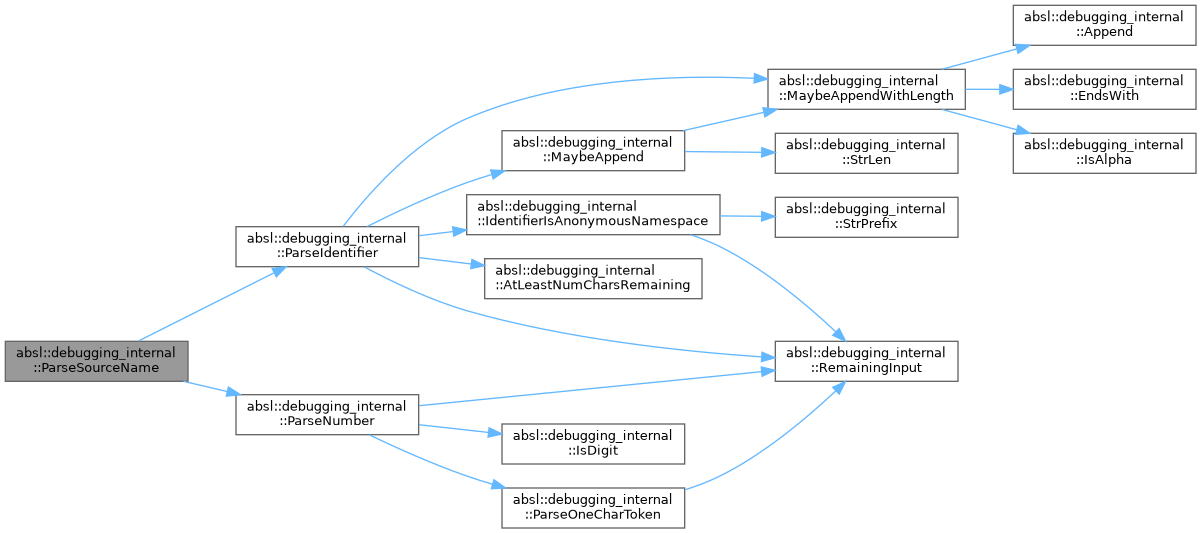 absl::debugging_internal
::ParseSourceName
absl::debugging_internal
::ParseIdentifier
absl::debugging_internal
::MaybeAppendWithLength
absl::debugging_internal
::Append
absl::debugging_internal
::EndsWith
absl::debugging_internal
::IsAlpha
absl::debugging_internal
::MaybeAppend
absl::debugging_internal
::StrLen
absl::debugging_internal
::IdentifierIsAnonymousNamespace
absl::debugging_internal
::StrPrefix
absl::debugging_internal
::AtLeastNumCharsRemaining
absl::debugging_internal
::RemainingInput
absl::debugging_internal
::ParseNumber
absl::debugging_internal
::IsDigit
absl::debugging_internal
::ParseOneCharToken